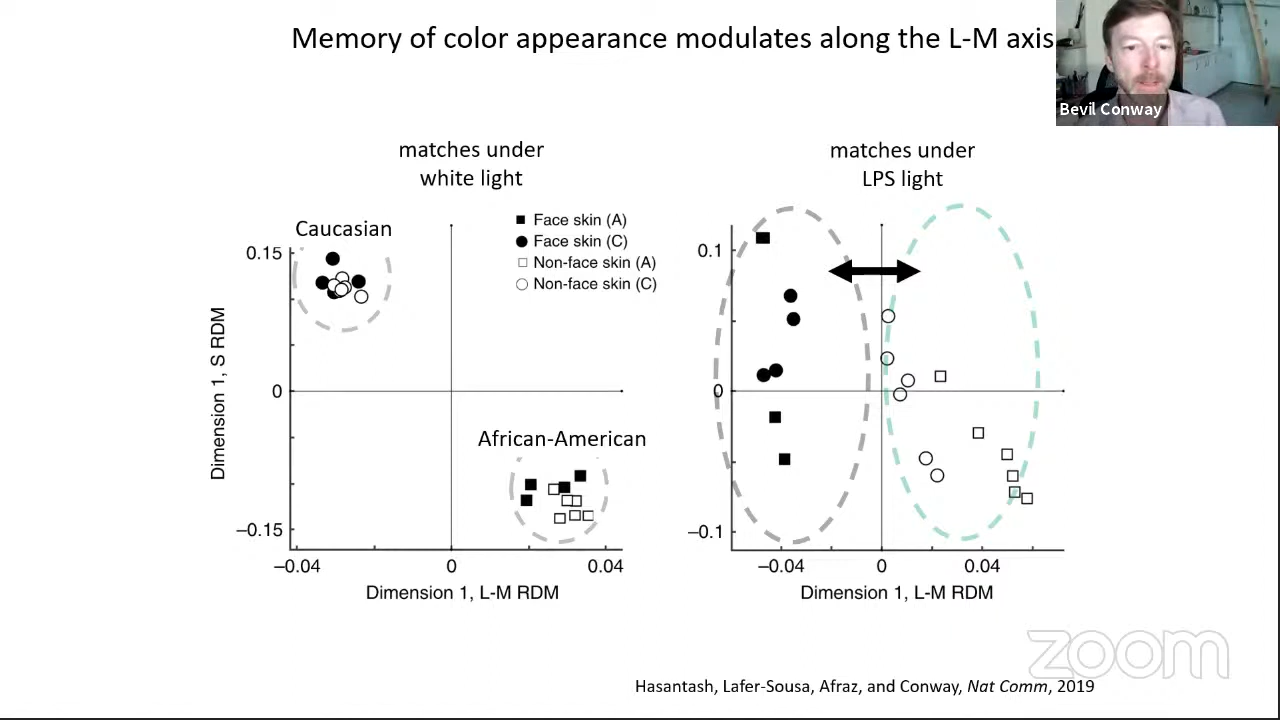 Memory of color appearance modulates along the L-M axis
Bevil Conway
matches under
white light
Caucasian
Face skin (A)
Face skin (C)
Non-face skin (A)
Non-face skin (C)
0.15
0
−0.15
Dimension 1, S RDM
African-American
−0.04
0
0.04
Dimension 1, L-M RDM
matches under
LPS light
0.1
0
−0.1
−0.04
0
0.04
Dimension 1, L-M RDM
zoom
Hasantash, Lafer-Sousa, Afraz, and Conway, Nat Comm, 2019